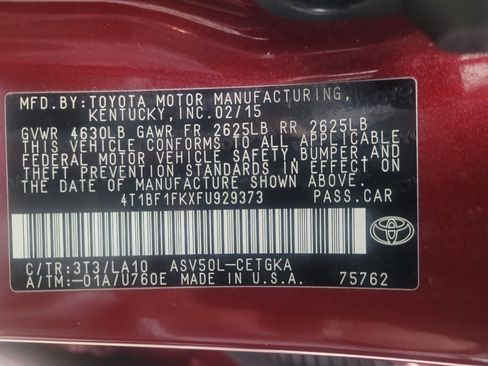 MFD.BY:TOYOTA MOTOR MANUFACTURING,
KENTUCKY,INC.02/15
GVWR 4630LB GAWR FR 2625LB RR 2625LB
THIS VEHICLE CONFORMS TO ALL APPLICABLE
FEDERAL MOTOR VEHICLE SAFETY,BUMPER,AND
THEFT PREVENTION STANDARDS IN EFFECT ON
THE DATE OF MANUFACTURE SHOWN ABOVE.
4T1BF1FKXFU929373 PASS.CAR
C/TR:3T3/LA10 ASV50L-CETGKA
A/TM:-01A/U760E MADE IN U.S.A. 75762